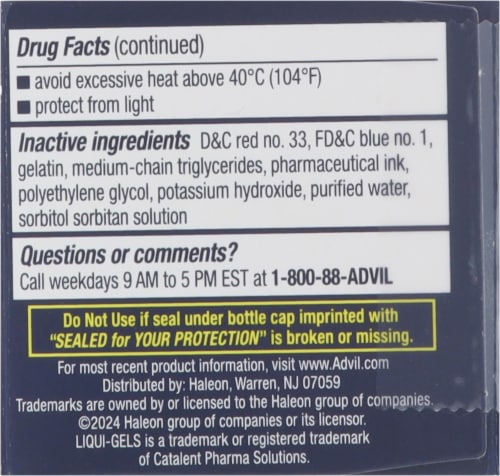 Drug Facts (continued)
■ avoid excessive heat above 40°C (104°F)
■ protect from light
Inactive ingredients D&C red no. 33, FD&C blue no. 1,
gelatin, medium-chain triglycerides, pharmaceutical ink,
polyethylene glycol, potassium hydroxide, purified water,
sorbitol sorbitan solution
Questions or comments?
Call weekdays 9 AM to 5 PM EST at 1-800-88-ADVIL
Do Not Use if seal under bottle cap imprinted with
"SEALED for YOUR PROTECTION" is broken or missing.
For most recent product information, visit www.Advil.com
Distributed by: Haleon, Warren, NJ 07059
Trademarks are owned by or licensed to the Haleon group of companies.
©2024 Haleon group of companies or its licensor.
LIQUI-GELS is a trademark or registered trademark
of Catalent Pharma Solutions.